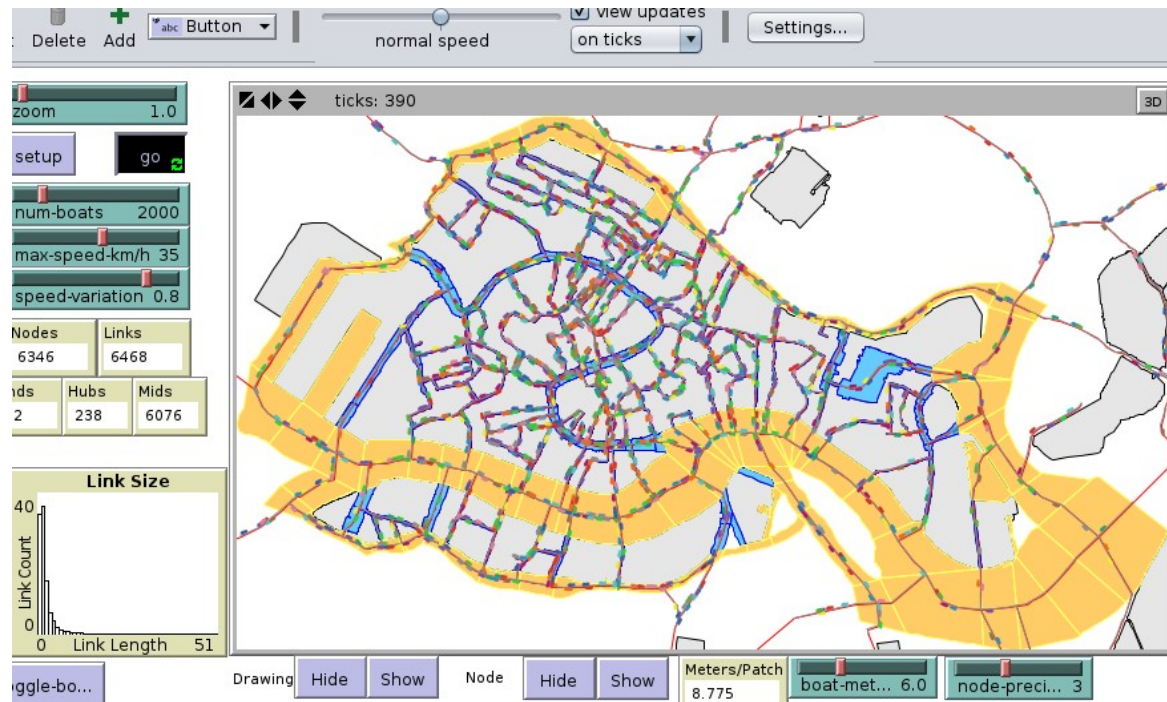 view updates
Delete Add abc Button normal speed on ticks Settings...
ticks: 390 3D
zoom 1.0
setup go
num-boats 2000
max-speed-km/h 35
speed-variation 0.8
Nodes Links
6346 6468
Hubs Mids
2 238 6076
Link Size
40
Link Count
0
0 Link Length 51
Drawing Hide Show Node Hide Show Meters/Patch
8.775
boat-met... 6.0 node-preci... 3